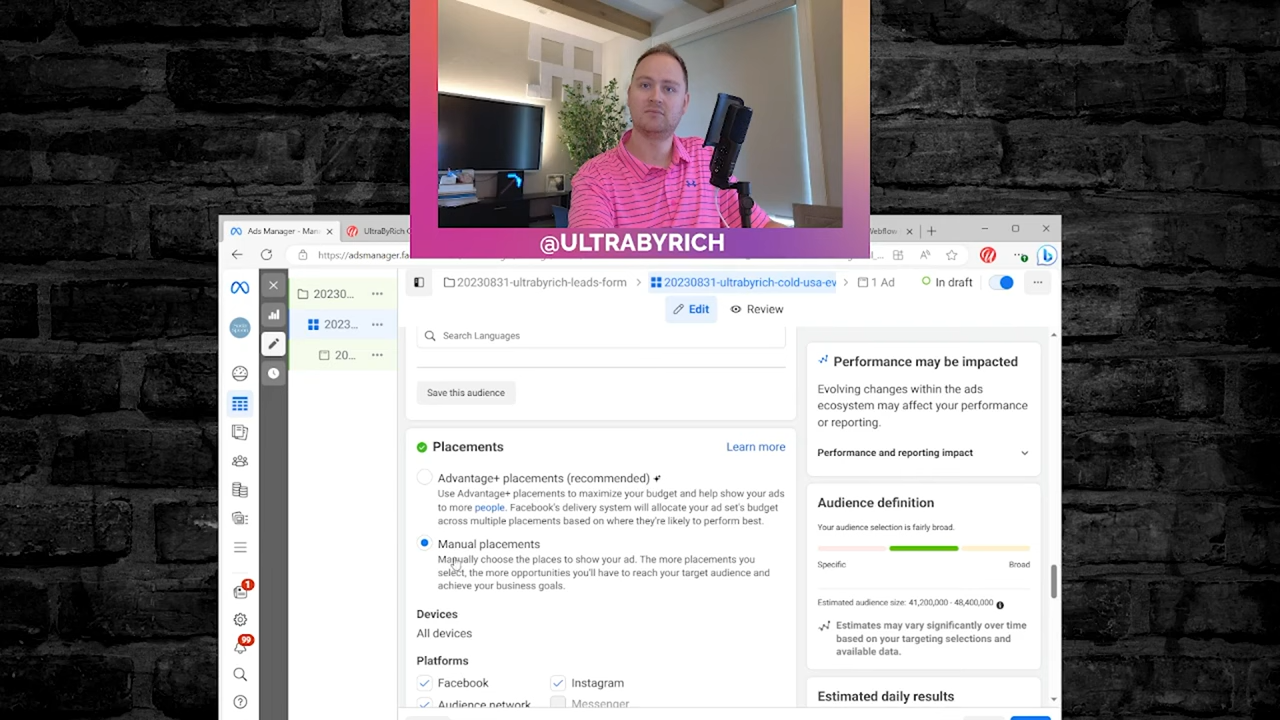 @ULTRABYRICH
Ads Manager - Man
UltraByRich
Webflow
https://adsmanager.fa
20230...
2023...
20...
20230831-ultrabyrich-leads-form
20230831-ultrabyrich-cold-usa-ev
1 Ad
In draft
Edit
Review
Search Languages
Save this audience
Placements
Learn more
Advantage+ placements (recommended)
Use Advantage+ placements to maximize your budget and help show your ads
to more people. Facebook's delivery system will allocate your ad set's budget
across multiple placements based on where they're likely to perform best.
Manual placements
Manually choose the places to show your ad. The more placements you
select, the more opportunities you'll have to reach your target audience and
achieve your business goals.
Devices
All devices
Platforms
Facebook
Instagram
Audience network
Messenger
Performance may be impacted
Evolving changes within the ads
ecosystem may affect your performance
or reporting.
Performance and reporting impact
Audience definition
Your audience selection is fairly broad.
Specific
Broad
Estimated audience size: 41,200,000 - 48,400,000
Estimates may vary significantly over time
based on your targeting selections and
available data.
Estimated daily results
1
99